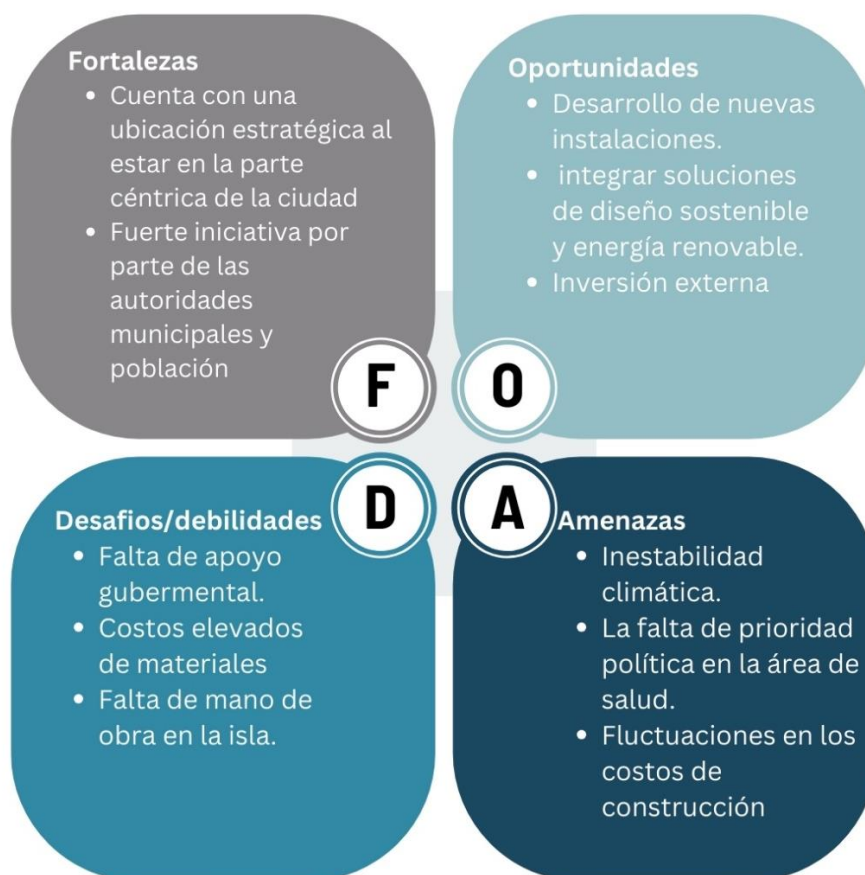 Fortalezas
• Cuenta con una
ubicación estratégica al
estar en la parte
céntrica de la ciudad
• Fuerte iniciativa por
parte de las
autoridades
municipales y
población
F
Oportunidades
• Desarrollo de nuevas
instalaciones.
• integrar soluciones
de diseño sostenible
y energía renovable.
• Inversión externa
O
Desafios/debilidades
• Falta de apoyo
gubermental.
• Costos elevados
de materiales
• Falta de mano de
obra en la isla.
D
A
Amenazas
• Inestabilidad
climática.
• La falta de prioridad
política en la área de
salud.
• Fluctuaciones en los
costos de
construcción